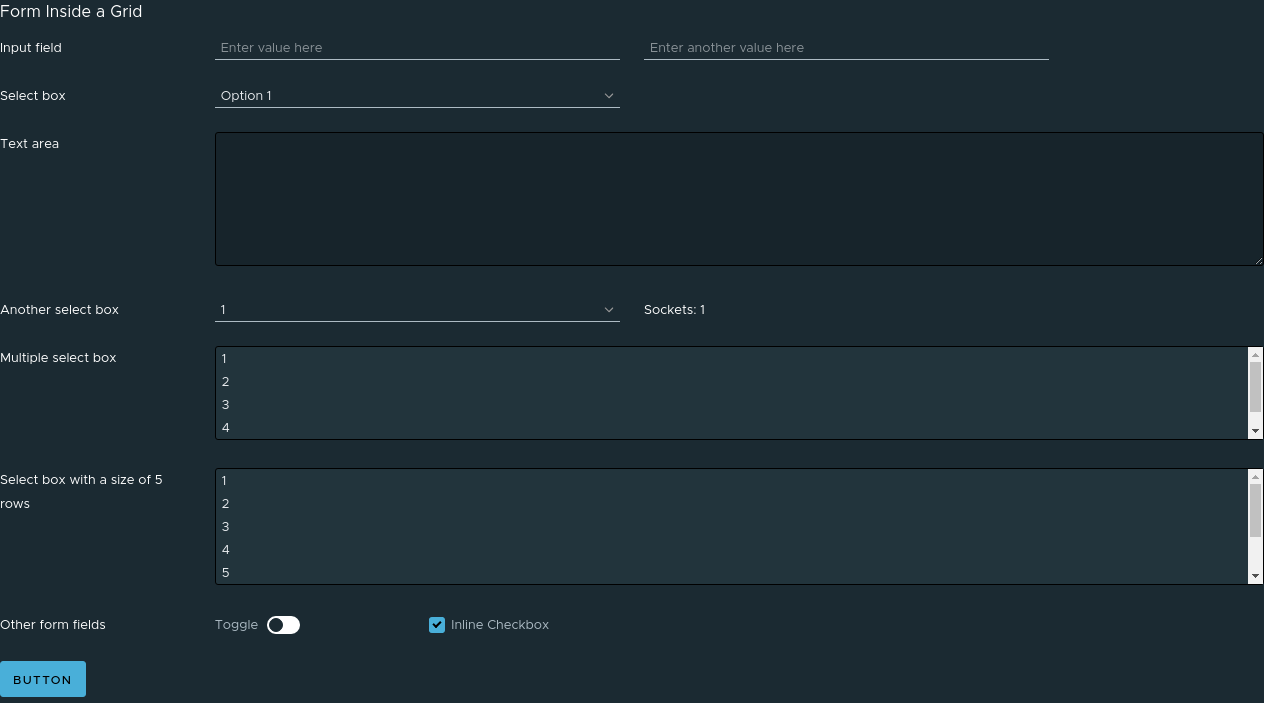 Form Inside a Grid
Input field Enter value here Enter another value here
Select box Option 1
Text area
Another select box 1 Sockets: 1
Multiple select box 1
2
3
4
Select box with a size of 5 1
rows 2
3
4
5
Other form fields Toggle Inline Checkbox
BUTTON